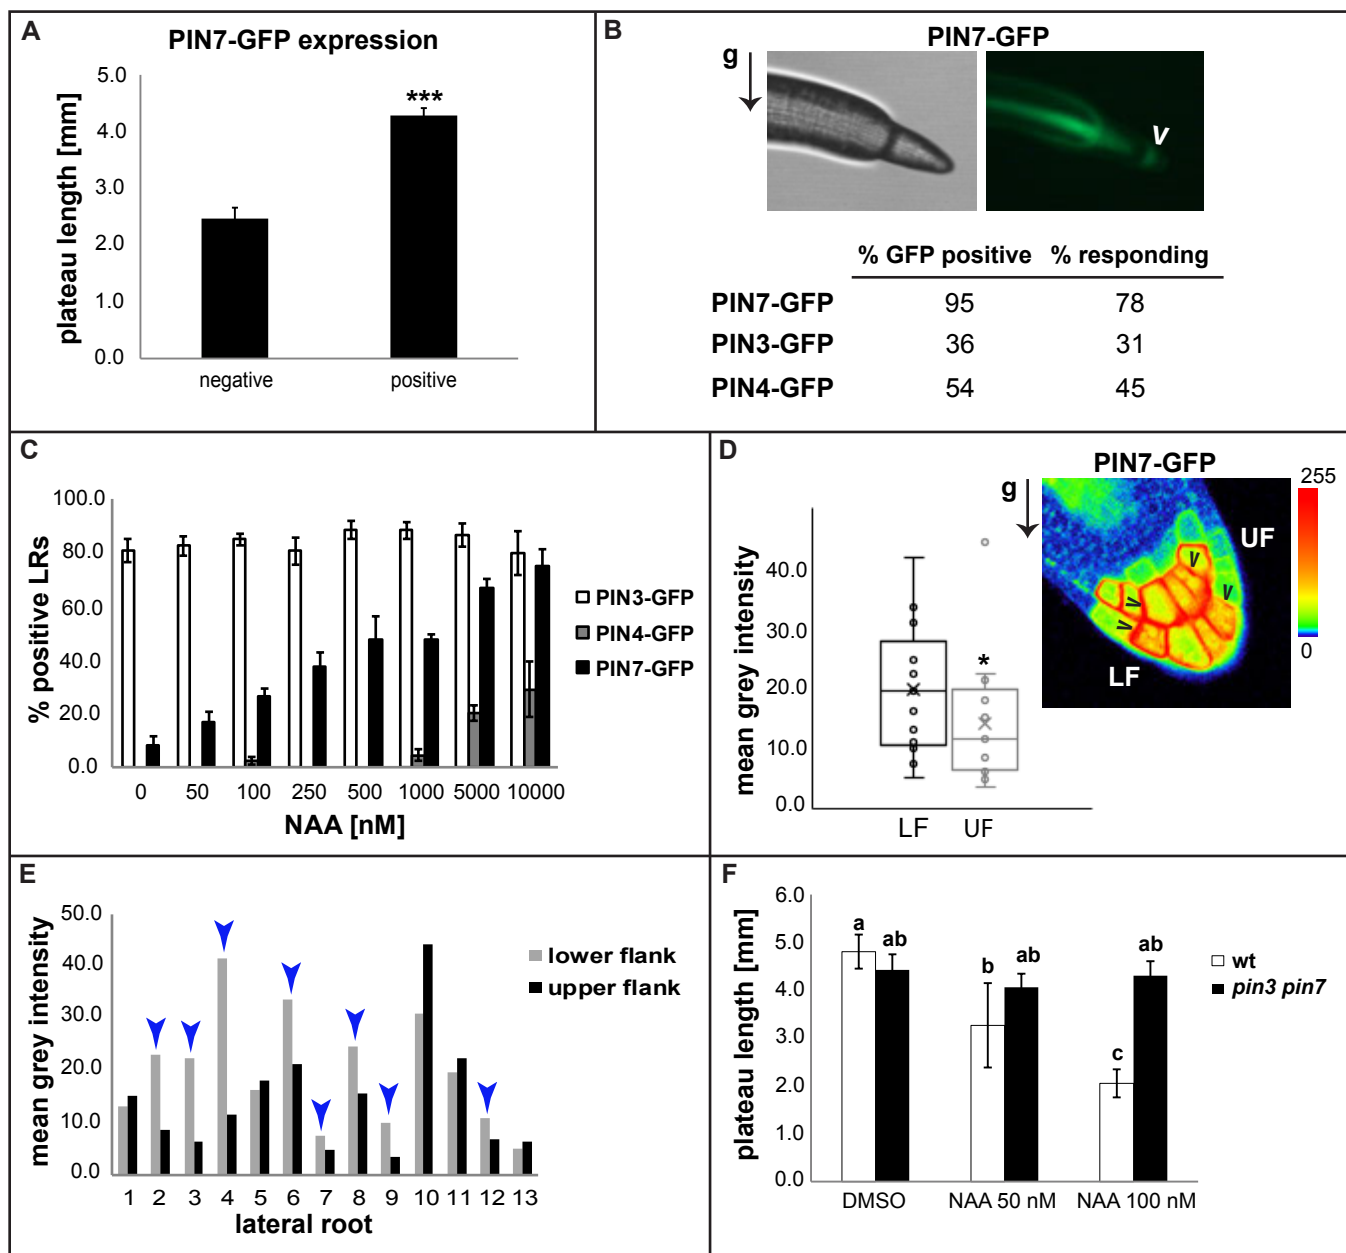 A
PIN7-GFP expression
plateau length [mm]
5.0
4.0
3.0
2.0
1.0
0.0
***
negative positive
B
PIN7-GFP
g
V
% GFP positive % responding
PIN7-GFP 95 78
PIN3-GFP 36 31
PIN4-GFP 54 45
C
% positive LRs
100.0
80.0
60.0
40.0
20.0
0.0
0 50 100 250 500 1000 5000 10000
NAA [nM]
PIN3-GFP
PIN4-GFP
PIN7-GFP
D
PIN7-GFP
g
255
0
UF
LF
V
V
V
V
mean grey intensity
40.0
30.0
20.0
10.0
0.0
*
LF UF
E
mean grey intensity
50.0
40.0
30.0
20.0
10.0
0.0
lower flank
upper flank
1 2 3 4 5 6 7 8 9 10 11 12 13
lateral root
F
plateau length [mm]
6.0
5.0
4.0
3.0
2.0
1.0
0.0
a ab b ab c ab
wt
pin3 pin7
DMSO NAA 50 nM NAA 100 nM